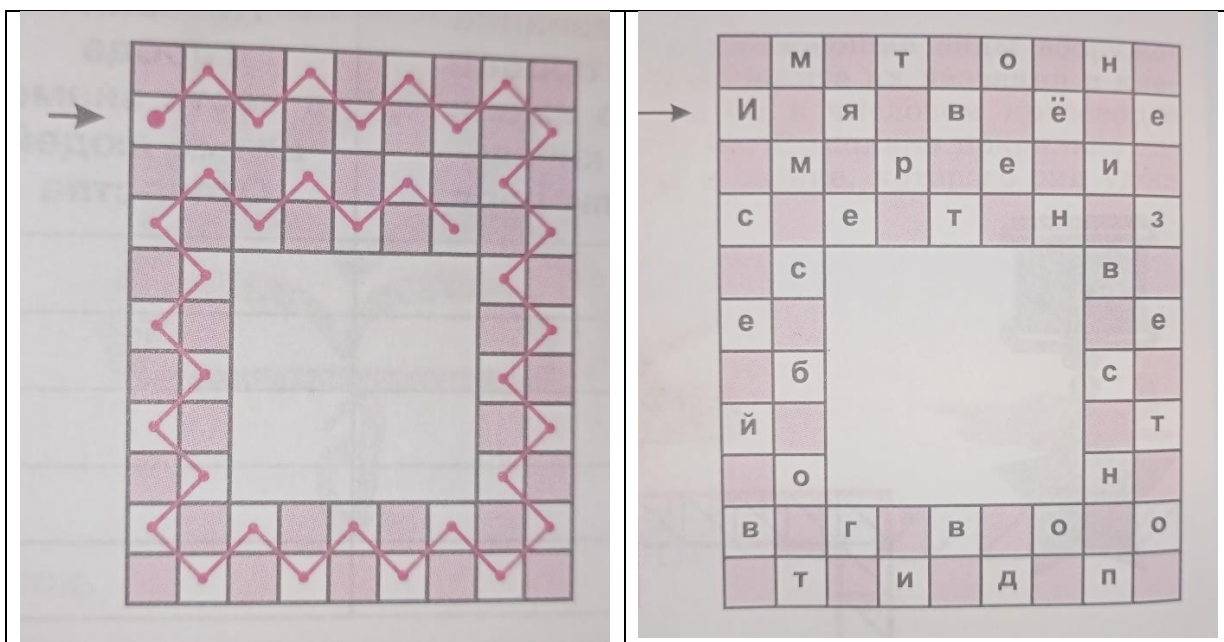 м т о н
И я в ё е
м р е и
с е т н з
с в
е е
б с
й т
о н
в г в о о
т и д п